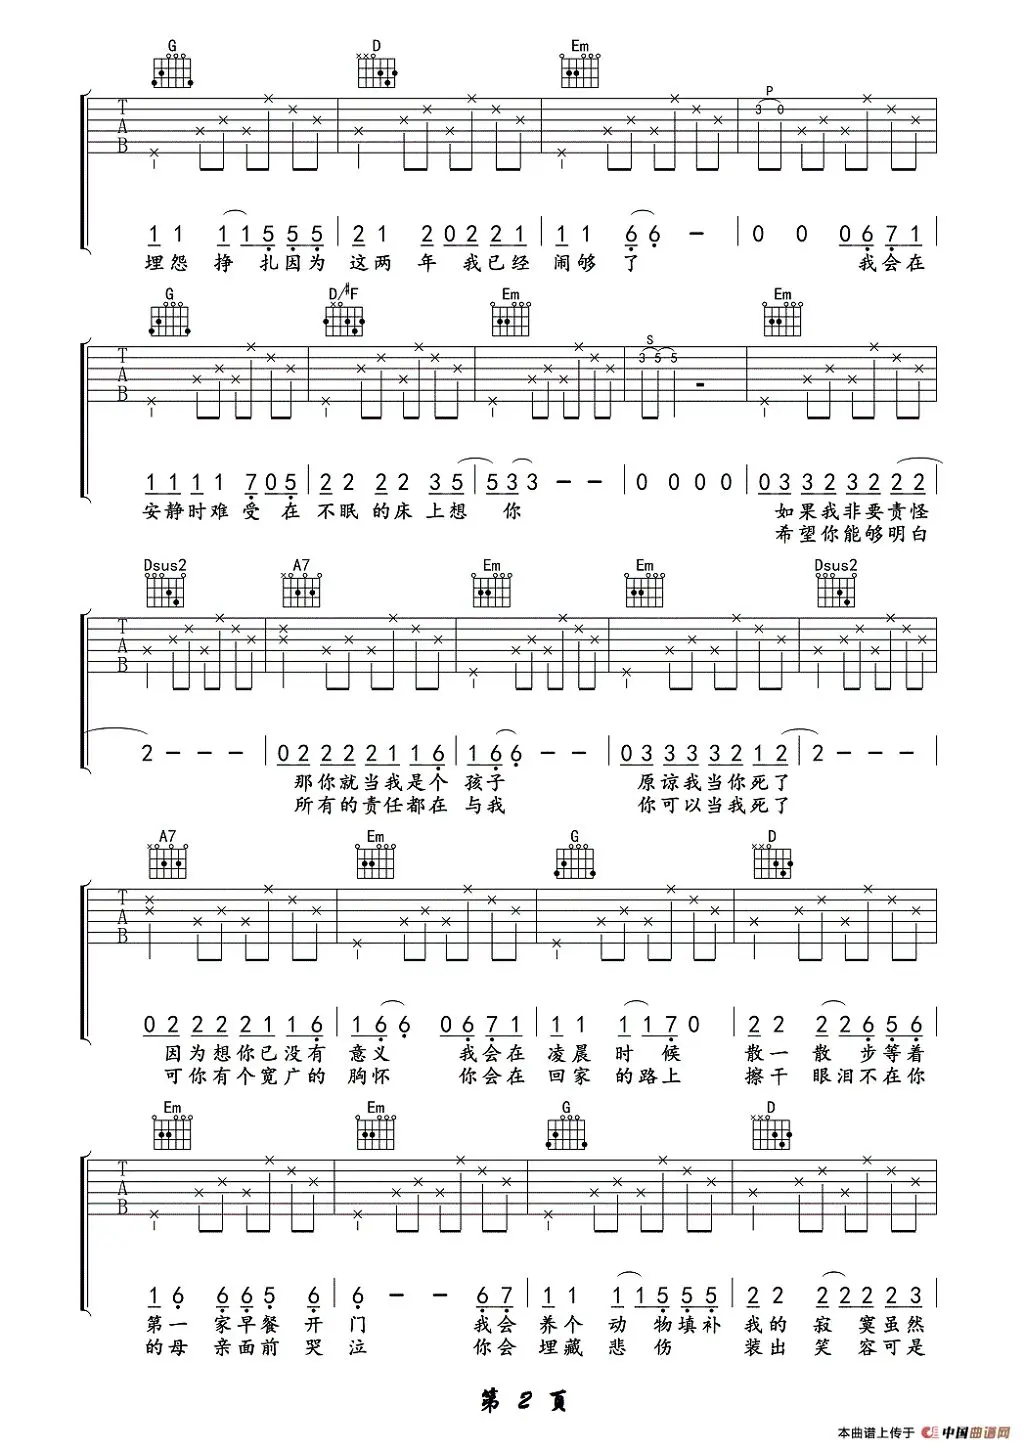 G D Em
P
3 0
T A B
1 1 1 1 5 5 5 2 1 2 0 2 2 1 1 1 6 6 － 0 0 0 6 7 1
埋怨 挣 扎因为 这两 年 我已经 闹够 了 我会在
G D/#F Em Em
S
3 5 5
T A B
1 1 1 1 7 0 5 2 2 2 2 3 5 5 3 3 － － 0 0 0 0 0 3 3 2 3 2 2 2
安静时难 受 在 不眠 的床 上想 你 如果我非要责怪
希望你能够明白
Dsus2 A7 Em Em Dsus2
T A B
2 － － － 0 2 2 2 2 1 1 6 1 6 6 － － 0 3 3 3 3 2 1 2 2 － － －
那你就当我是个 孩子 原谅我当你死了
所有的责任都在 与我 你可以当我死了
A7 Em G D
T A B
0 2 2 2 2 1 1 6 1 6 6 0 6 7 1 1 1 1 1 7 0 2 2 2 2 6 5 6
因为想你已没有 意义 我会在 凌晨 时 候 散一 散 步等着
可你有个宽广的 胸怀 你会在 回家 的路上 擦干 眼泪不在你
Em Em G D
T A B
1 6 6 6 5 6 6 － － 6 7 1 1 1 1 5 5 5 2 2 2 2 2 2 3
第一 家早餐 开 门 我会 养个 动 物填补 我的 寂 寞虽然
的母 亲面前 哭 泣 你会 埋藏 悲 伤 装出 笑 容可是
第 2 頁
本曲谱上传于 中国曲谱网